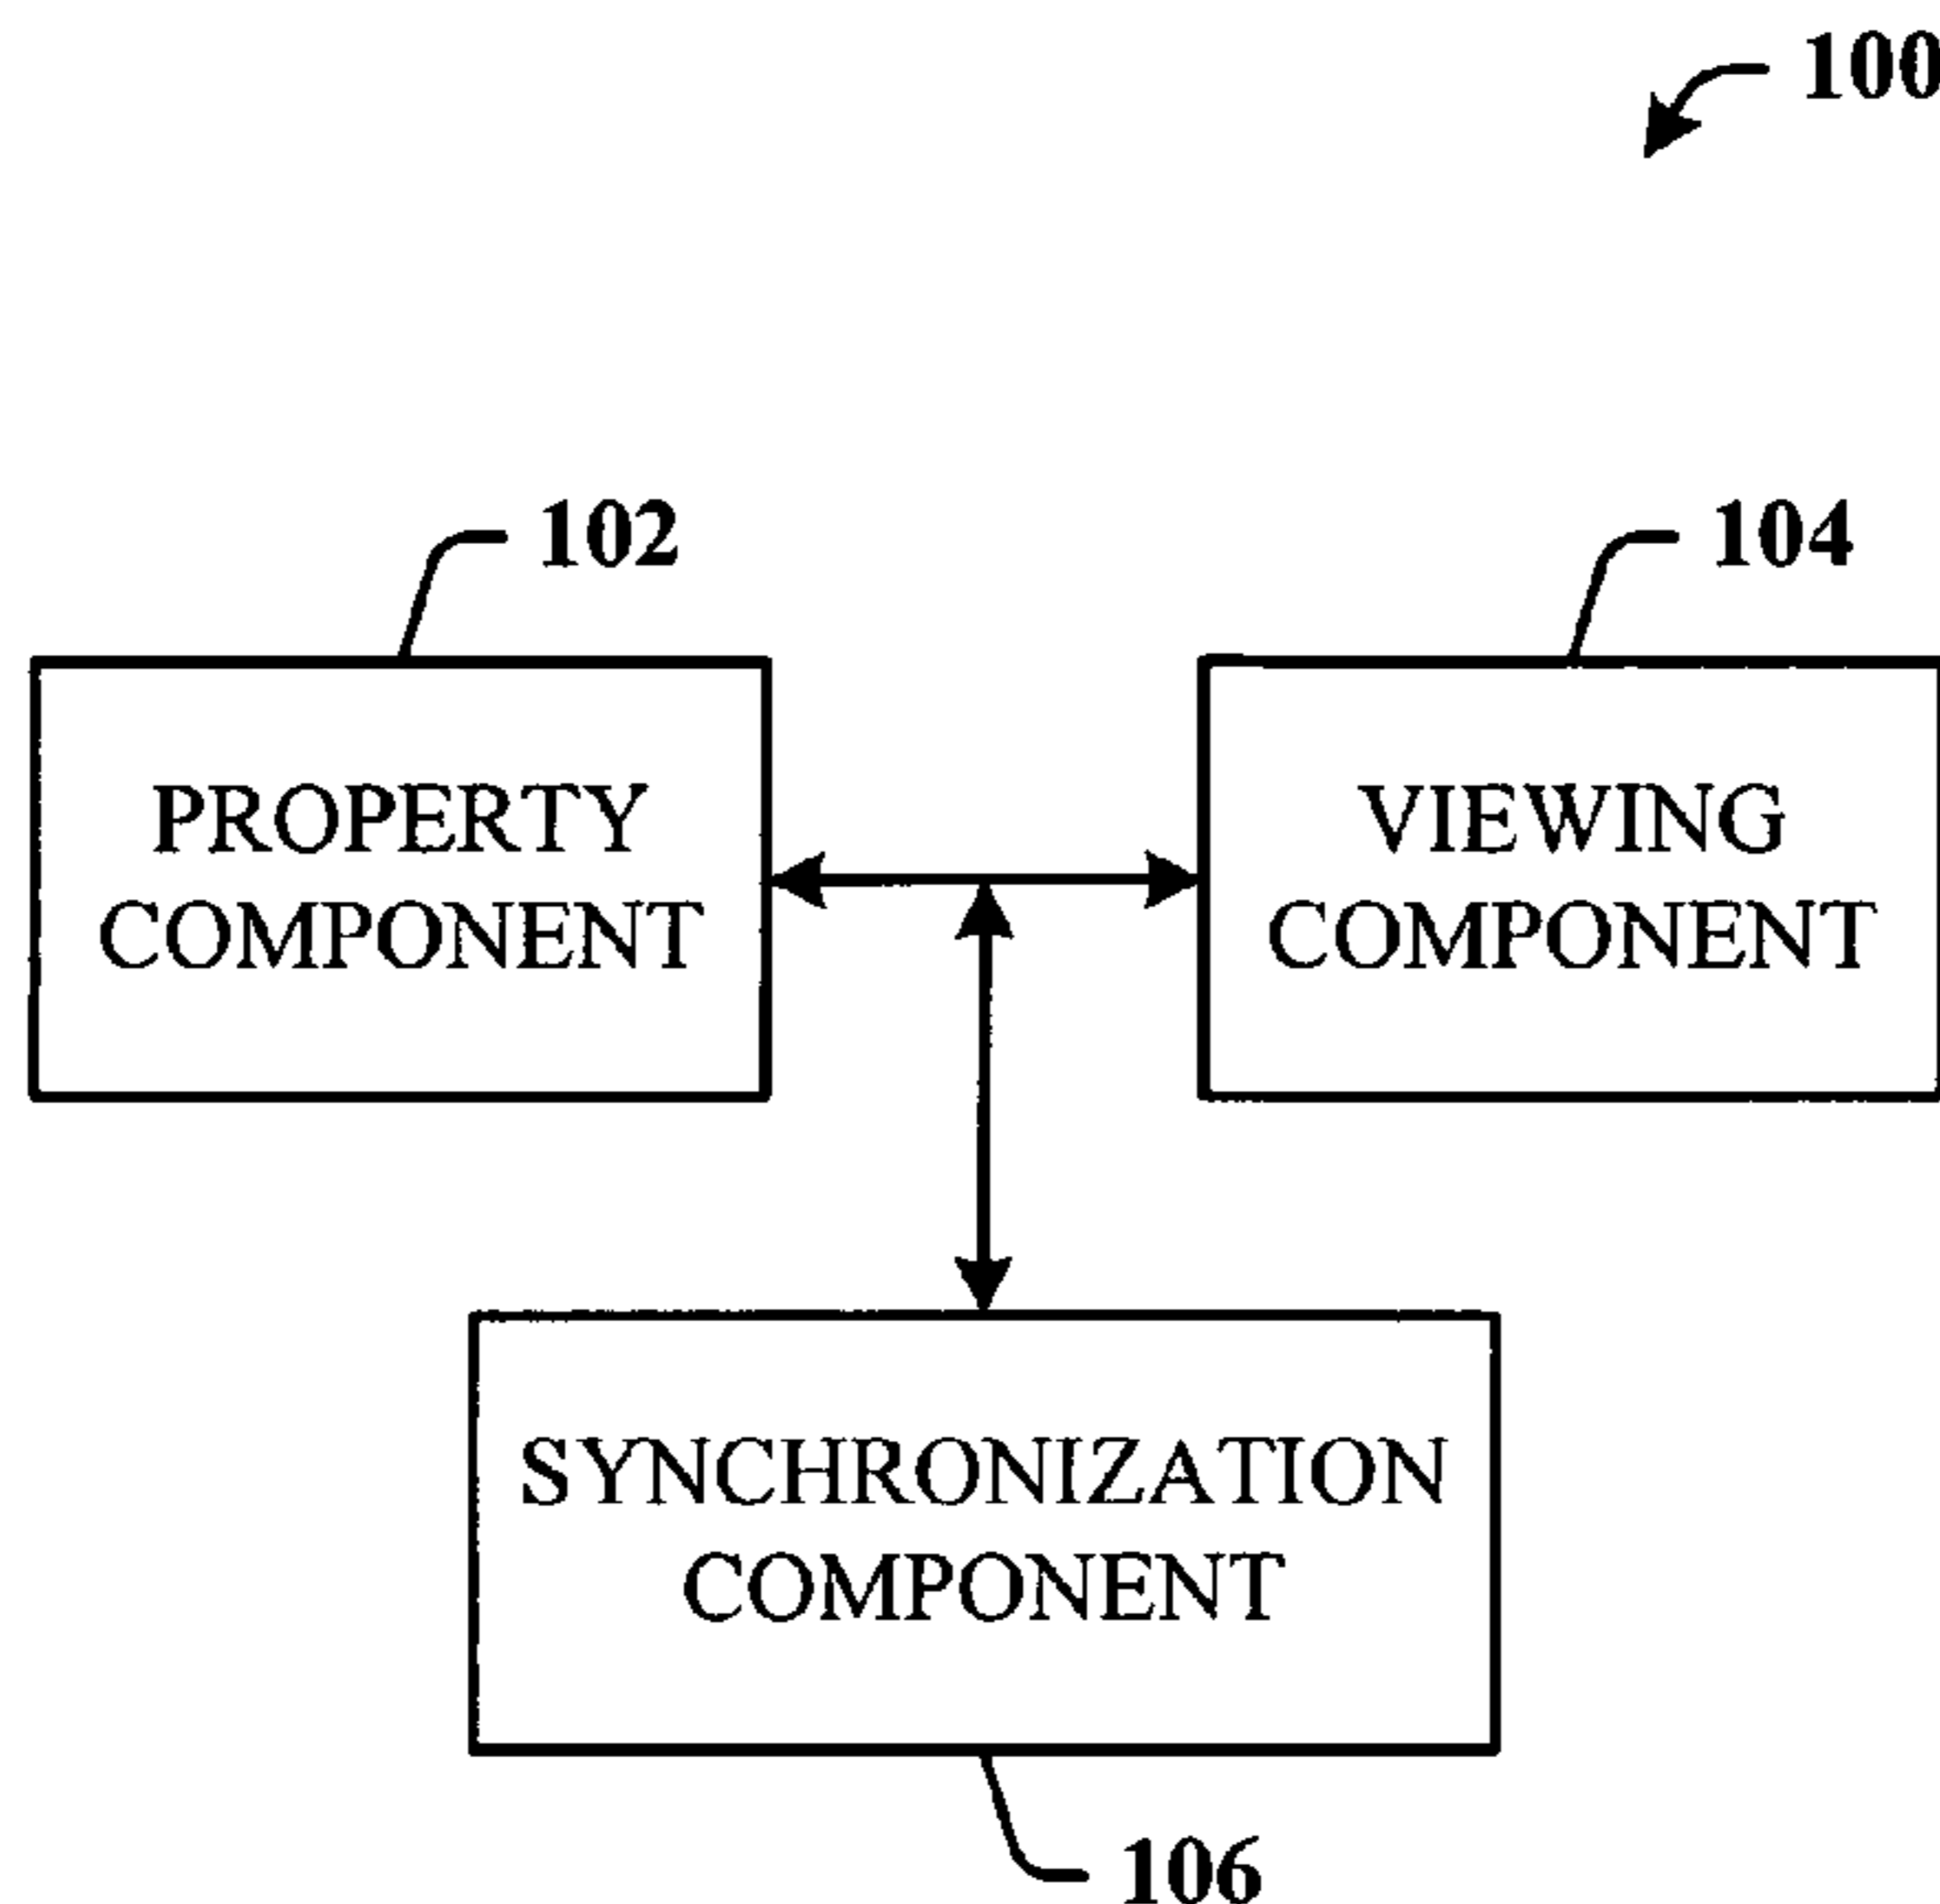 100
102
104
PROPERTY
COMPONENT
VIEWING
COMPONENT
SYNCHRONIZATION
COMPONENT
106